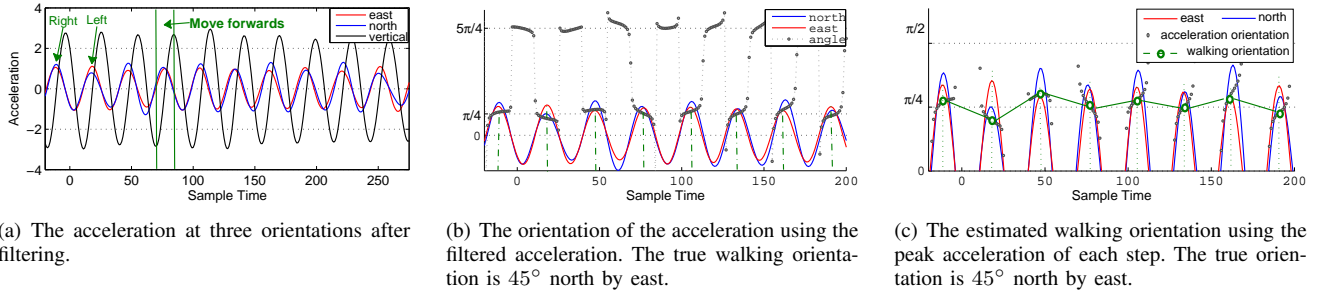 Right
Left
Move forwards
east
north
vertical
Acceleration
4
2
0
−2
−4
0
50
100
150
200
250
Sample Time
north
east
angle
5π/4
π/4
0
0
50
100
150
200
Sample Time
east
north
acceleration orientation
walking orientation
π/2
π/4
0
0
50
100
150
200
Sample Time
(a) The acceleration at three orientations after
filtering.
(b) The orientation of the acceleration using the
filtered acceleration. The true walking orienta-
tion is 45° north by east.
(c) The estimated walking orientation using the
peak acceleration of each step. The true orien-
tation is 45° north by east.